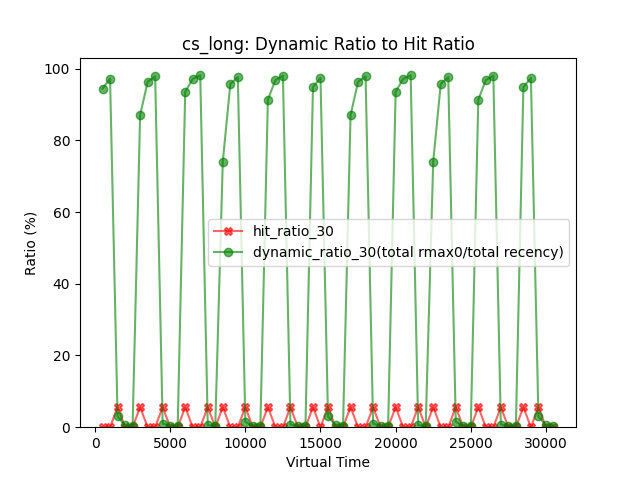 cs_long: Dynamic Ratio to Hit Ratio
100
80
60
40
20
0
Ratio (%)
hit_ratio_30
dynamic_ratio_30(total rmax0/total recency)
0
5000
10000
15000
20000
25000
30000
Virtual Time